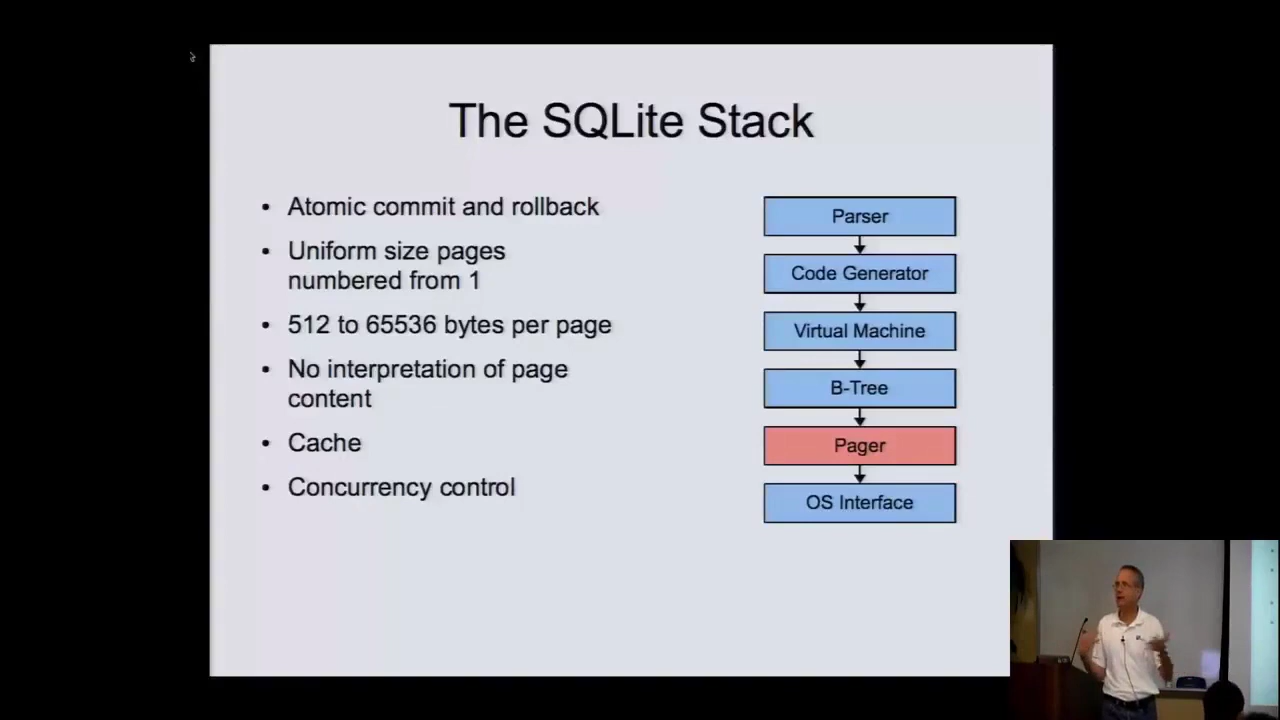 The SQLite Stack
• Atomic commit and rollback
• Uniform size pages
numbered from 1
• 512 to 65536 bytes per page
• No interpretation of page
content
• Cache
• Concurrency control
Parser
Code Generator
Virtual Machine
B-Tree
Pager
OS Interface